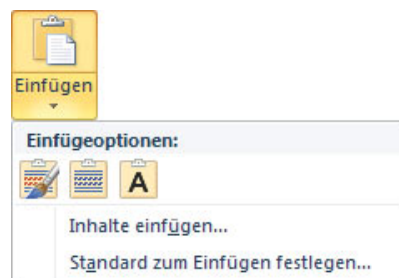 Einfügen
Einfügeoptionen:
A
Inhalte einfügen...
Standard zum Einfügen festlegen...